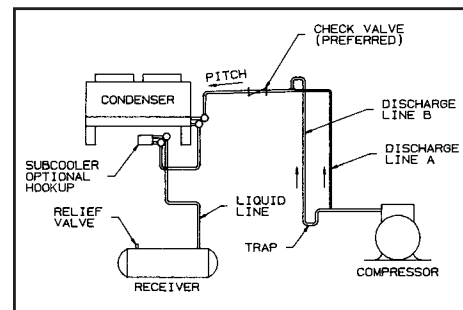 CHECK VALVE
(PREFERRED)
PITCH
CONDENSER
DISCHARGE
LINE B
SUBCOOLER
OPTIONAL
HOOKUP
DISCHARGE
LINE A
RELIEF
VALVE
LIQUID
LINE
TRAP
RECEIVER
COMPRESSOR